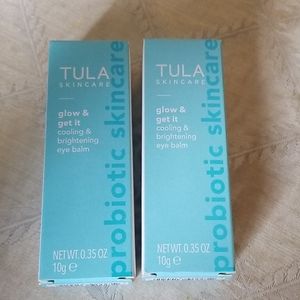 TULA
SKINCARE
glow &
get it
cooling &
brightening
eye balm
NET WT. 0.35 OZ
10g e
probiotic skincare
TULA
SKINCARE
glow &
get it
cooling &
brightening
eye balm
NET WT. 0.35 OZ
10g e
probiotic skincare